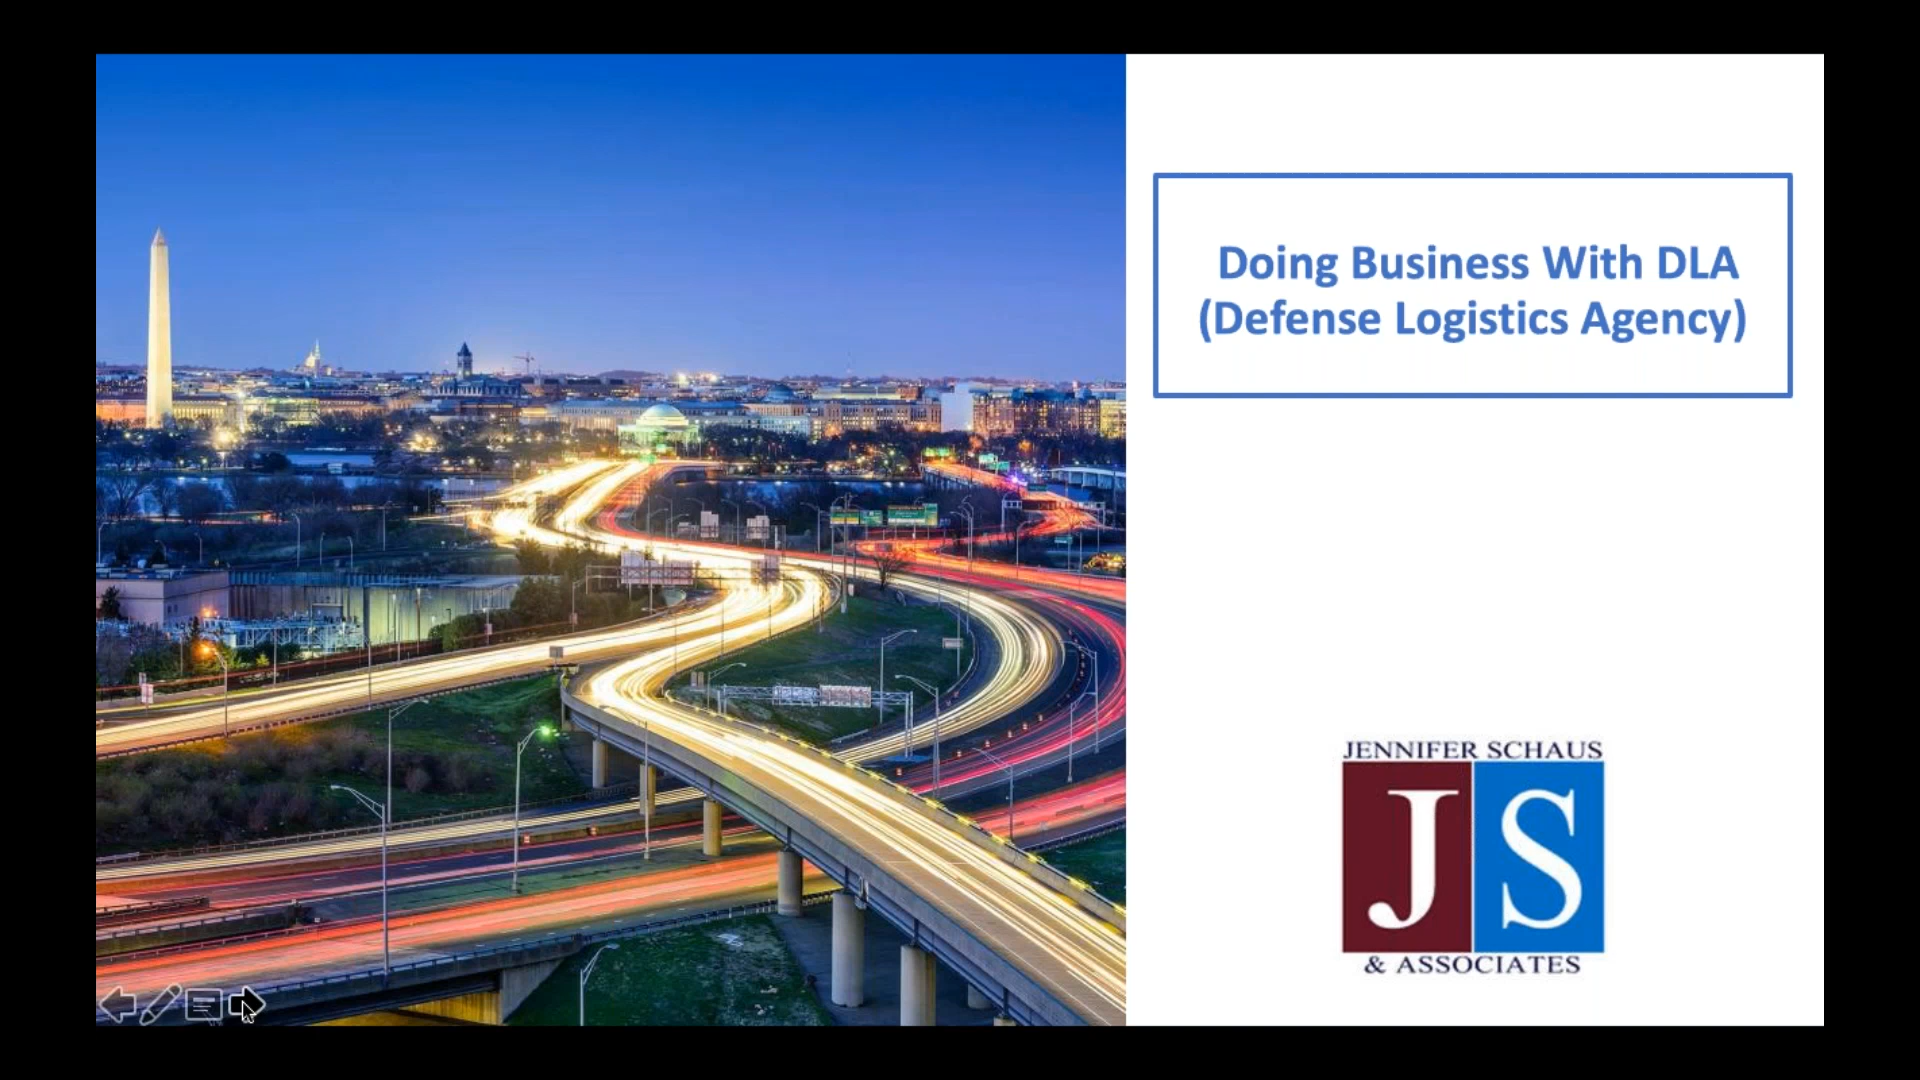 Doing Business With DLA
(Defense Logistics Agency)
JENNIFER SCHAUS
JS
& ASSOCIATES